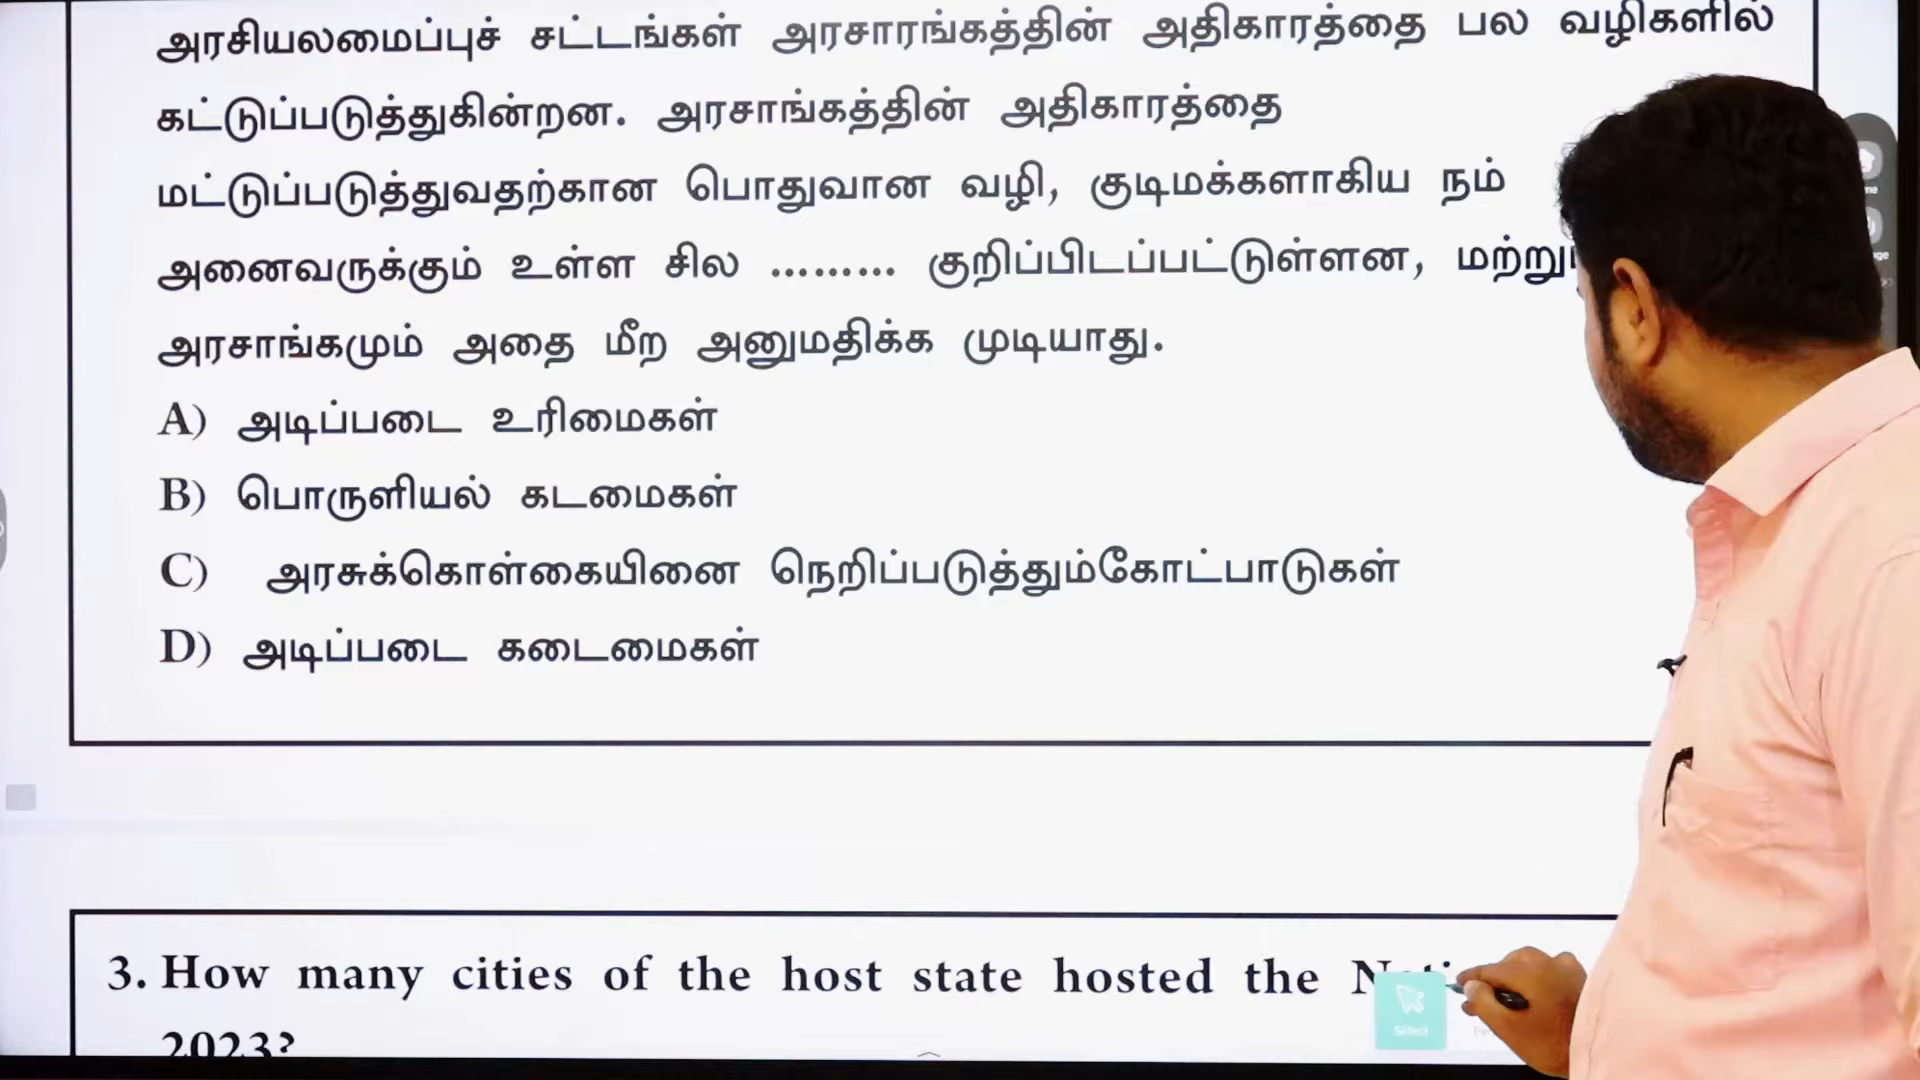 அரசியலமைப்புச் சட்டங்கள் அரசாரங்கத்தின் அதிகாரத்தை பல வழிகளில்
கட்டுப்படுத்துகின்றன. அரசாங்கத்தின் அதிகாரத்தை
மட்டுப்படுத்துவதற்கான பொதுவான வழி, குடிமக்களாகிய நம்
அனைவருக்கும் உள்ள சில ......... குறிப்பிடப்பட்டுள்ளன,
அரசாங்கமும் அதை மீற அனுமதிக்க முடியாது.
A) அடிப்படை உரிமைகள்
B) பொருளியல் கடமைகள்
C) அரசுக்கொள்கையினை நெறிப்படுத்தும்கோட்பாடுகள்
D) அடிப்படை கடைமைகள்
3. How many cities of the host state hosted the
2023?
Select